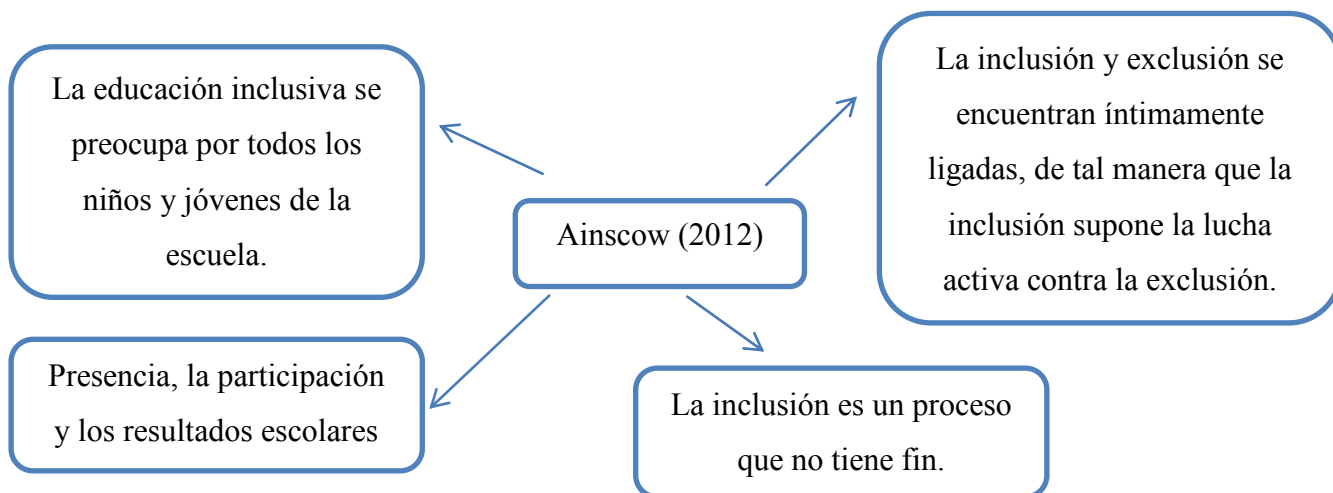 La educación inclusiva se
preocupa por todos los
niños y jóvenes de la
escuela.
La inclusión y exclusión se
encuentran íntimamente
ligadas, de tal manera que la
inclusión supone la lucha
activa contra la exclusión.
Ainscow (2012)
Presencia, la participación
y los resultados escolares
La inclusión es un proceso
que no tiene fin.